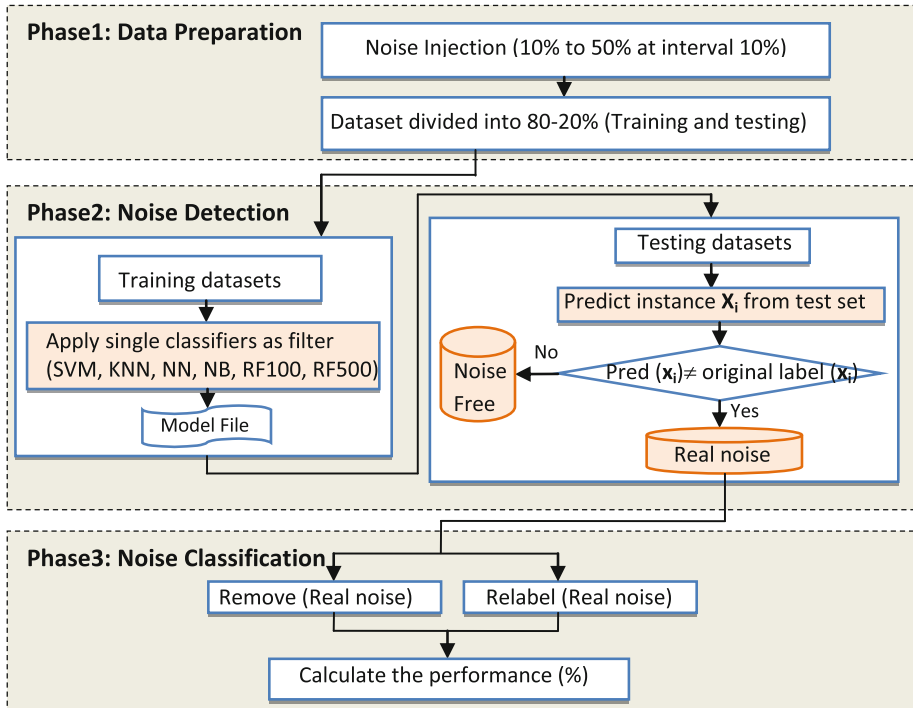 Phase1: Data Preparation
Noise Injection (10% to 50% at interval 10%)
Dataset divided into 80-20% (Training and testing)
Phase2: Noise Detection
Training datasets
Apply single classifiers as filter
(SVM, KNN, NN, NB, RF100, RF500)
Model File
Testing datasets
Predict instance Xi from test set
Pred (xi)≠ original label (xi)
No
Noise
Free
Yes
Real noise
Phase3: Noise Classification
Remove (Real noise)
Relabel (Real noise)
Calculate the performance (%)